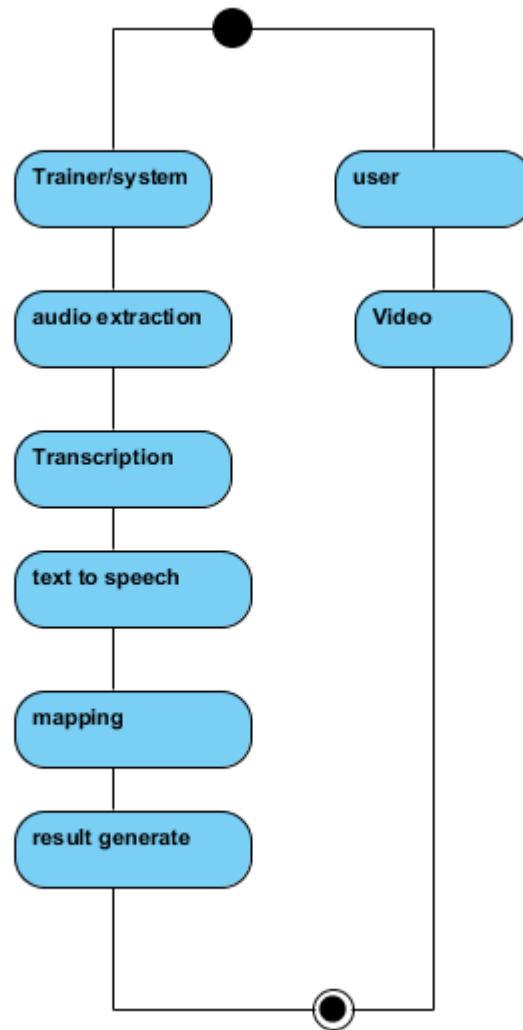 Trainer/system
user
audio extraction
Video
Transcription
text to speech
mapping
result generate